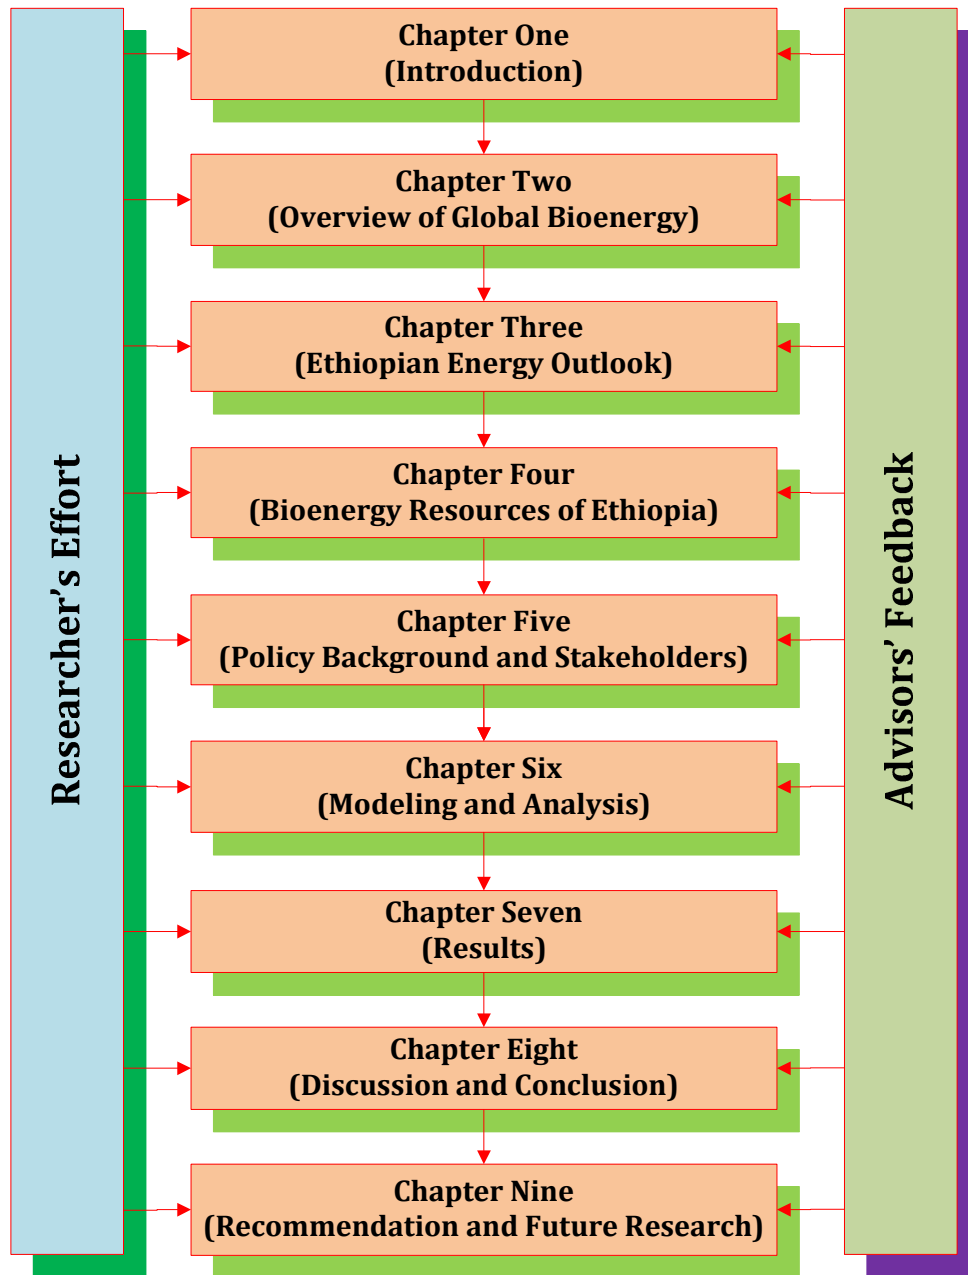 Chapter One
(Introduction)
Chapter Two
(Overview of Global Bioenergy)
Chapter Three
(Ethiopian Energy Outlook)
Chapter Four
(Bioenergy Resources of Ethiopia)
Chapter Five
(Policy Background and Stakeholders)
Chapter Six
(Modeling and Analysis)
Chapter Seven
(Results)
Chapter Eight
(Discussion and Conclusion)
Chapter Nine
(Recommendation and Future Research)
Researcher’s Effort
Advisors’ Feedback